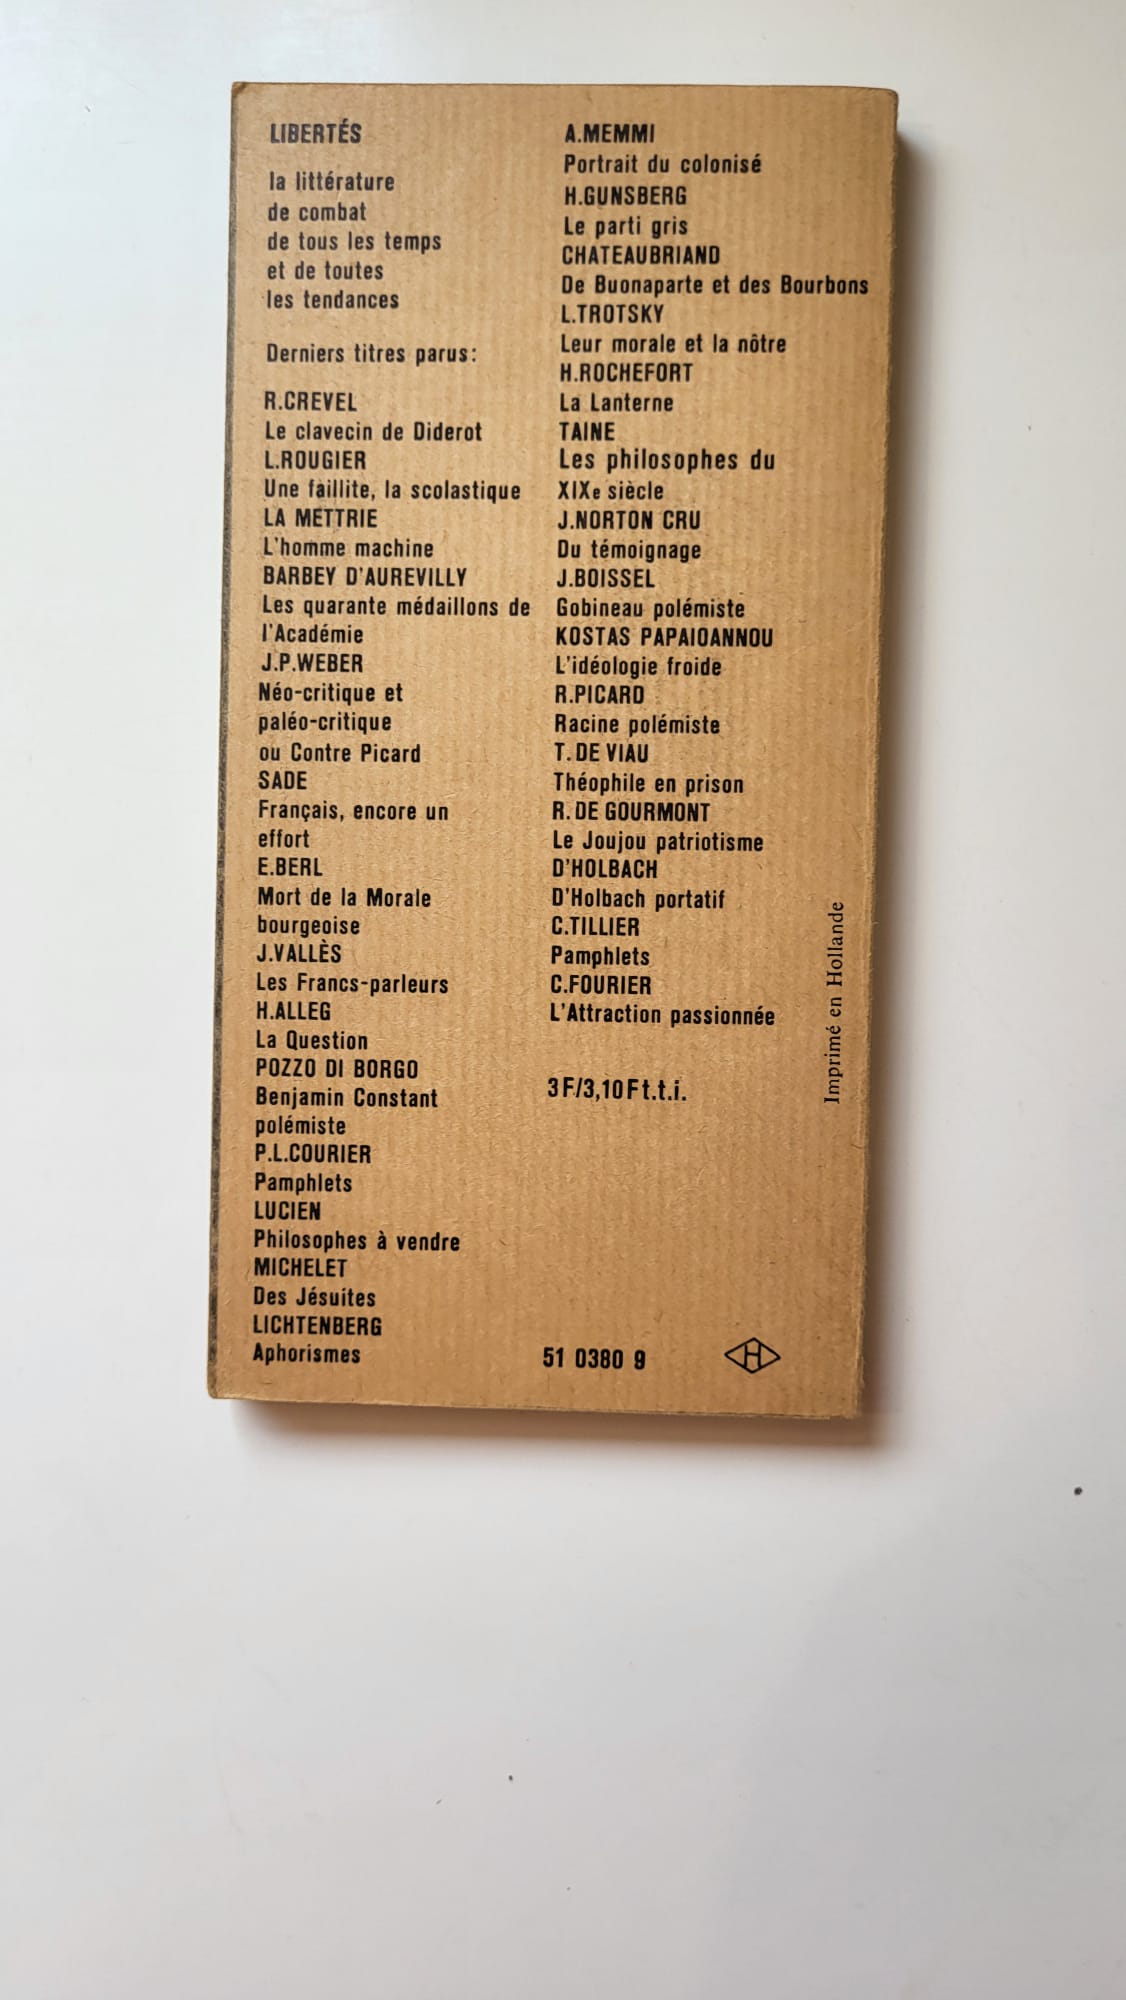 LIBERTÉS
la littérature
de combat
de tous les temps
et de toutes
les tendances
Derniers titres parus:
R.CREVEL
Le clavecin de Diderot
L.ROUGIER
Une faillite, la scolastique
LA METTRIE
L'homme machine
BARBEY D'AUREVILLY
Les quarante médaillons de
l'Académie
J.P.WEBER
Néo-critique et
paléo-critique
ou Contre Picard
SADE
Français, encore un
effort
E.BERL
Mort de la Morale
bourgeoise
J.VALLÈS
Les Francs-parleurs
H.ALLEG
La Question
POZZO DI BORGO
Benjamin Constant
polémiste
P.L.COURIER
Pamphlets
LUCIEN
Philosophes à vendre
MICHELET
Des Jésuites
LICHTENBERG
Aphorismes
A.MEMMI
Portrait du colonisé
H.GUNSBERG
Le parti gris
CHATEAUBRIAND
De Buonaparte et des Bourbons
L.TROTSKY
Leur morale et la nôtre
H.ROCHEFORT
La Lanterne
TAINE
Les philosophes du
XIXe siècle
J.NORTON CRU
Du témoignage
J.BOISSEL
Gobineau polémiste
KOSTAS PAPAIOANNOU
L'idéologie froide
R.PICARD
Racine polémiste
T. DE VIAU
Théophile en prison
R. DE GOURMONT
Le Joujou patriotisme
D'HOLBACH
D'Holbach portatif
C.TILLIER
Pamphlets
C.FOURIER
L'Attraction passionnée
3F/3,10Ft.t.i.
51 0380 9
H
Imprimé en Hollande